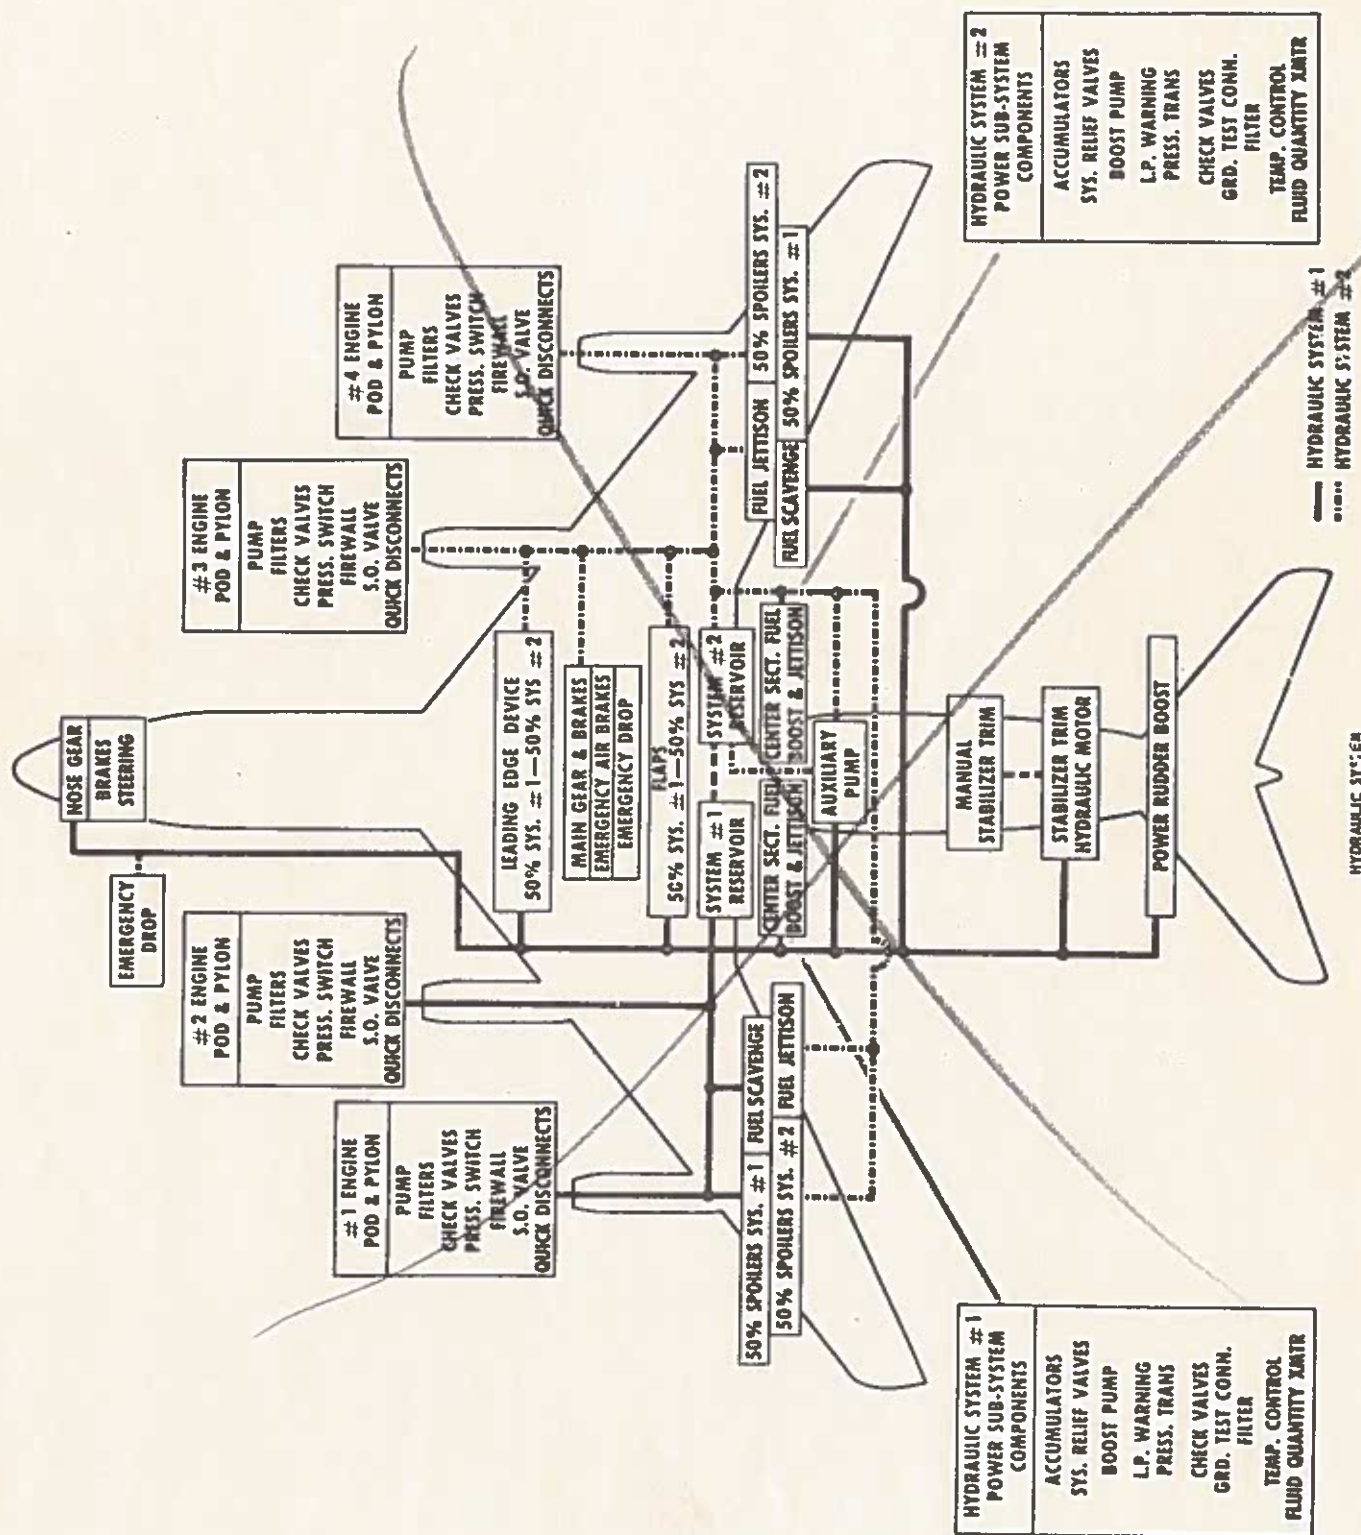 NOSE GEAR
BRAKES
STEERING
EMERGENCY
DROP
#1 ENGINE
POD & PYLON
PUMP
FILTERS
CHECK VALVES
PRESS. SWITCH
FIREWALL
S.O. VALVE
QUICK DISCONNECTS
#2 ENGINE
POD & PYLON
PUMP
FILTERS
CHECK VALVES
PRESS. SWITCH
FIREWALL
S.O. VALVE
QUICK DISCONNECTS
#3 ENGINE
POD & PYLON
PUMP
FILTERS
CHECK VALVES
PRESS. SWITCH
FIREWALL
S.O. VALVE
QUICK DISCONNECTS
#4 ENGINE
POD & PYLON
PUMP
FILTERS
CHECK VALVES
PRESS. SWITCH
FIREWALL
S.O. VALVE
QUICK DISCONNECTS
LEADING EDGE DEVICE
50% SYS. #1—50% SYS #2
MAIN GEAR & BRAKES
EMERGENCY AIR BRAKES
EMERGENCY DROP
FLAPS
50% SYS. #1—50% SYS #2
SYSTEM #1
RESERVOIR
SYSTEM #2
RESERVOIR
CENTER SECT. FUEL
BOOST & JETTISON
CENTER SECT. FUEL
BOOST & JETTISON
AUXILIARY
PUMP
50% SPOILERS SYS. #1
FUEL SCAVENGE
50% SPOILERS SYS. #2
FUEL JETTISON
FUEL JETTISON
50% SPOILERS SYS. #2
FUEL SCAVENGE
50% SPOILERS SYS. #1
MANUAL
STABILIZER TRIM
STABILIZER TRIM
HYDRAULIC MOTOR
POWER RUDDER BOOST
HYDRAULIC SYSTEM #1
POWER SUB-SYSTEM
COMPONENTS
ACCUMULATORS
SYS. RELIEF VALVES
BOOST PUMP
L.P. WARNING
PRESS. TRANS
CHECK VALVES
GRD. TEST CONN.
FILTER
TEMP. CONTROL
FLUID QUANTITY XMTR
HYDRAULIC SYSTEM #2
POWER SUB-SYSTEM
COMPONENTS
ACCUMULATORS
SYS. RELIEF VALVES
BOOST PUMP
L.P. WARNING
PRESS. TRANS
CHECK VALVES
GRD. TEST CONN.
FILTER
TEMP. CONTROL
FLUID QUANTITY XMTR
HYDRAULIC SYSTEM #1
HYDRAULIC SYSTEM #2
HYDRAULIC SYSTEM